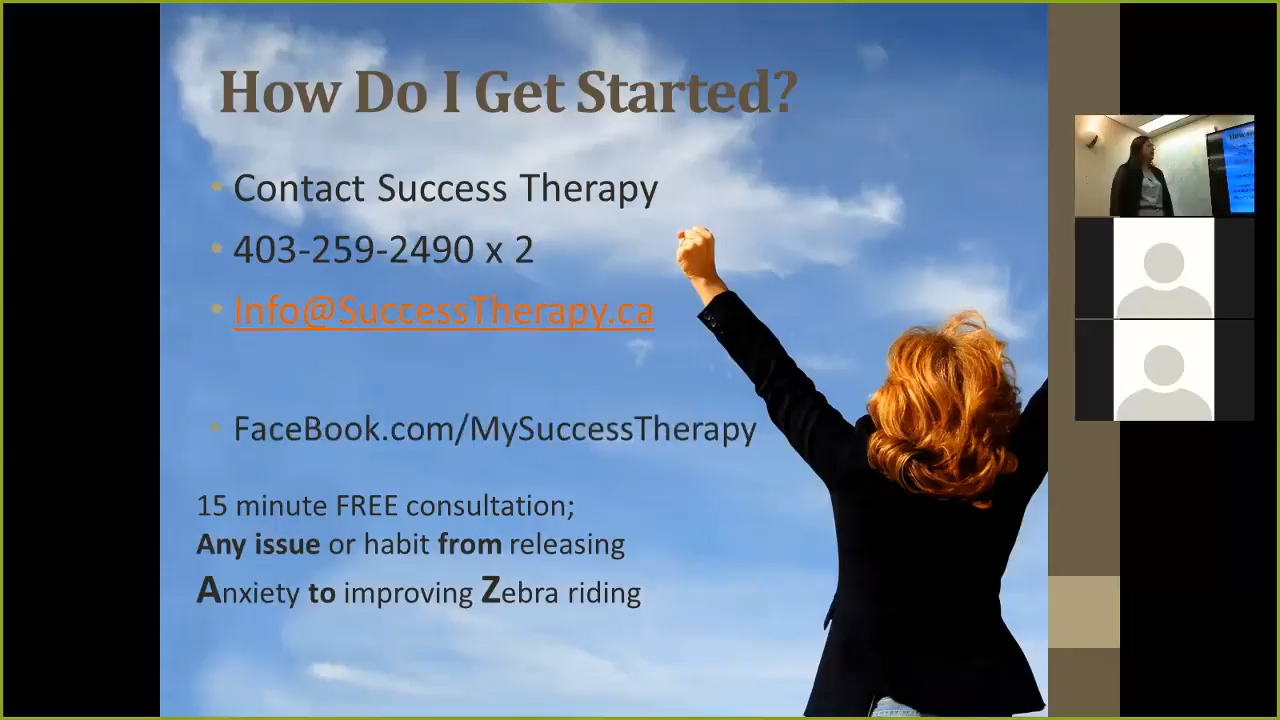 How Do I Get Started?
Contact Success Therapy
403-259-2490 x 2
Info@SuccessTherapy.ca
FaceBook.com/MySuccessTherapy
15 minute FREE consultation;
Any issue or habit from releasing
Anxiety to improving Zebra riding